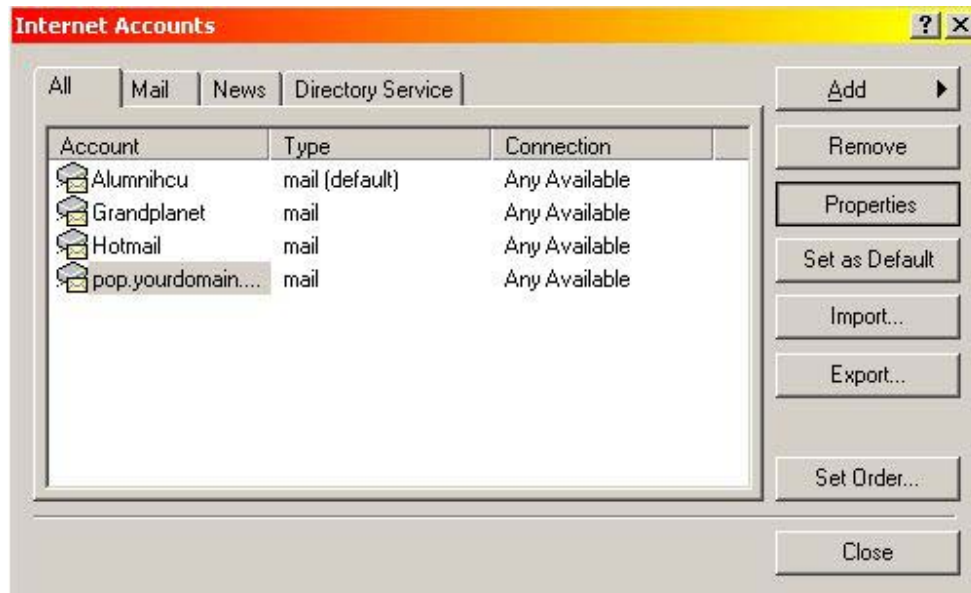 Internet Accounts
? X
All Mail News Directory Service
Add
Account Type Connection
Remove
Alumnihcu mail (default) Any Available
Grandplanet mail Any Available
Properties
Hotmail mail Any Available
Set as Default
pop.yourdomain.... mail Any Available
Import...
Export...
Set Order...
Close